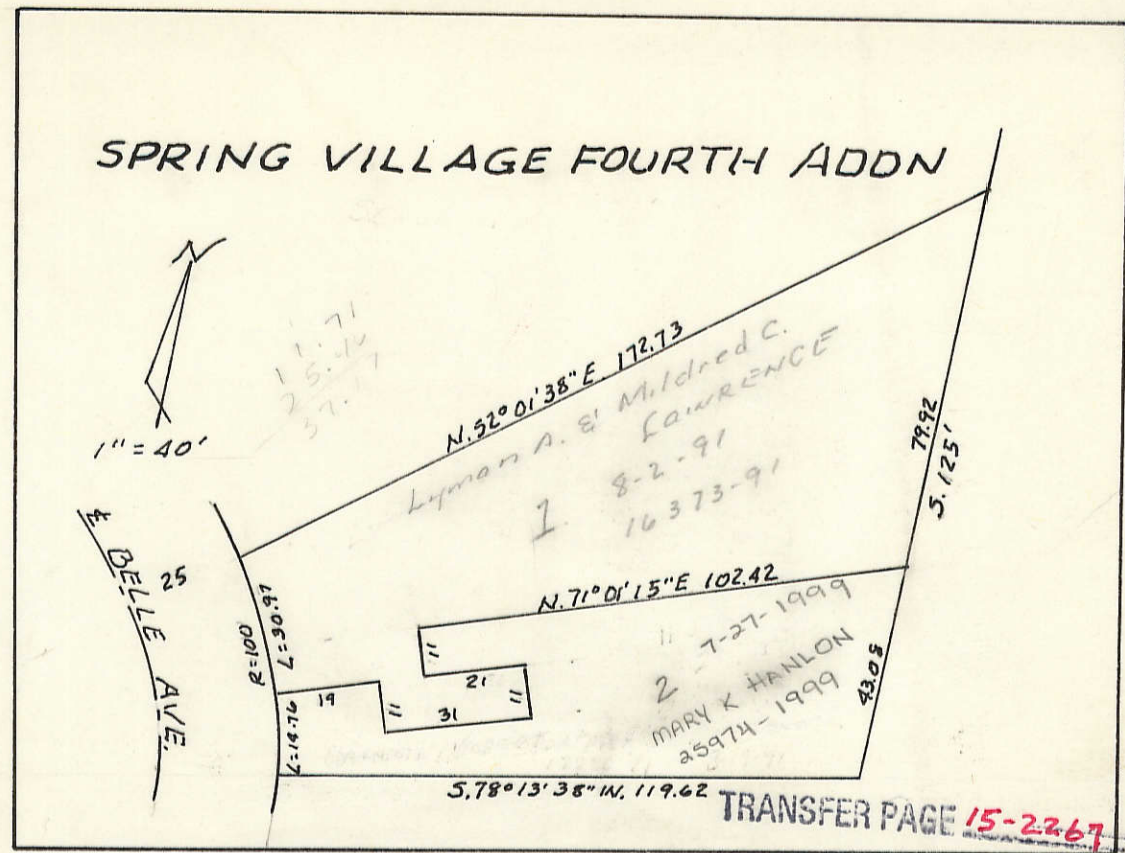 SPRING VILLAGE FOURTH ADDN
N
1" = 40'
N. 52° 01' 38" E. 172.73
Lyman A. & Mildred C.
LAWRENCE
1 8-2-91
16373-91
79.92
S. 125'
BELLE AVE.
25
R=100'
L=30.97
L=14.76
N. 71° 01' 15" E 102.42
11
21
11
19
11
31
11 7-27-1999
2 MARY K HANLON
25974-1999
43.08
S. 78° 13' 38" W. 119.62
TRANSFER PAGE 15-2267